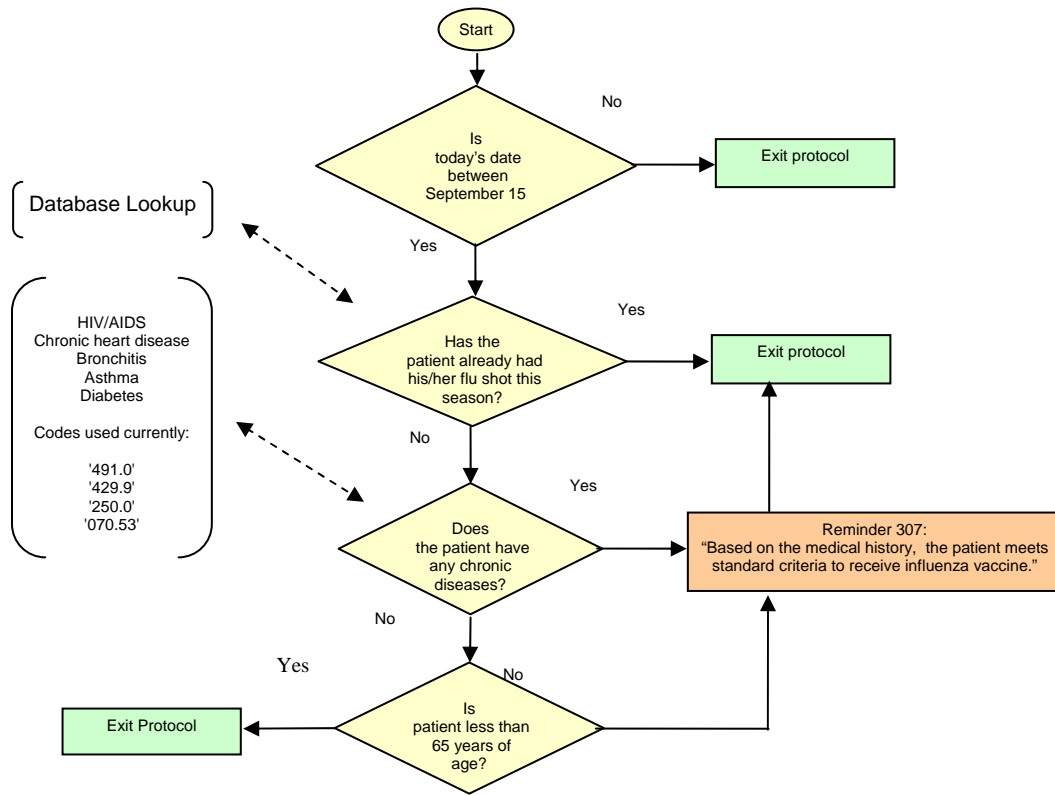 Start
No
Is
today's date
between
September 15
Exit protocol
Database Lookup
Yes
HIV/AIDS
Chronic heart disease
Bronchitis
Asthma
Diabetes
Codes used currently:
'491.0'
'429.9'
'250.0'
'070.53'
Yes
Has the
patient already had
his/her flu shot this
season?
Exit protocol
No
Yes
Does
the patient have
any chronic
diseases?
Reminder 307:
“Based on the medical history, the patient meets
standard criteria to receive influenza vaccine.”
No
Yes
No
Is
patient less than
65 years of
age?
Exit Protocol